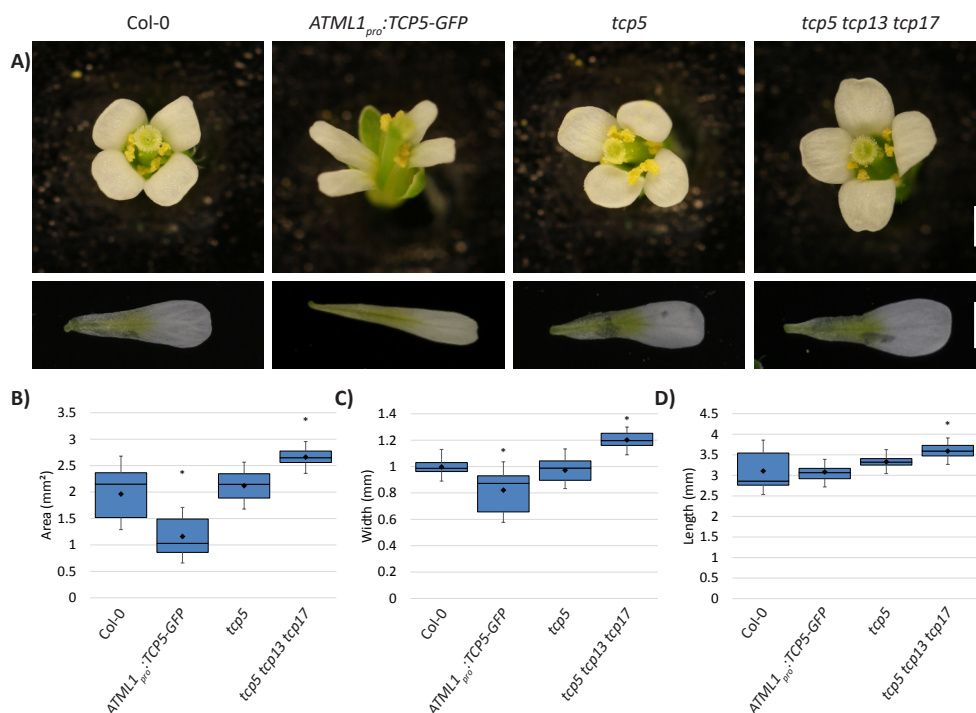 Col-0 ATML1pro:TCP5-GFP tcp5 tcp5 tcp13 tcp17
A)
B) C) D)
3.5
3
2.5
2
1.5
1
0.5
0
Area (mm²)
*
*
Col-0
ATML1pro:TCP5-GFP
tcp5
tcp5 tcp13 tcp17
1.4
1.2
1
0.8
0.6
0.4
0.2
0
Width (mm)
*
*
Col-0
ATML1pro:TCP5-GFP
tcp5
tcp5 tcp13 tcp17
4.5
4
3.5
3
2.5
2
1.5
1
0.5
0
Length (mm)
*
Col-0
ATML1pro:TCP5-GFP
tcp5
tcp5 tcp13 tcp17